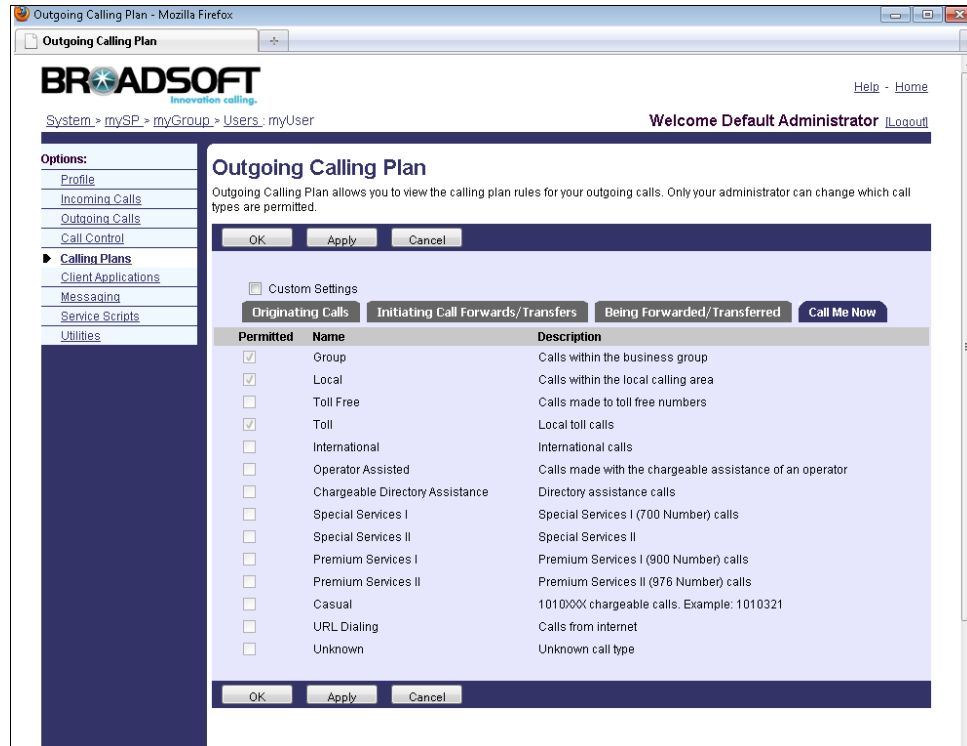 Outgoing Calling Plan - Mozilla Firefox
Outgoing Calling Plan
BROADSOFT
Innovation calling.
Help - Home
System > mySP > myGroup > Users : myUser
Welcome Default Administrator [Logout]
Options:
Profile
Incoming Calls
Outgoing Calls
Call Control
Calling Plans
Client Applications
Messaging
Service Scripts
Utilities
Outgoing Calling Plan
Outgoing Calling Plan allows you to view the calling plan rules for your outgoing calls. Only your administrator can change which call
types are permitted.
OK Apply Cancel
Custom Settings
Originating Calls Initiating Call Forwards/Transfers Being Forwarded/Transferred Call Me Now
Permitted Name Description
Group Calls within the business group
Local Calls within the local calling area
Toll Free Calls made to toll free numbers
Toll Local toll calls
International International calls
Operator Assisted Calls made with the chargeable assistance of an operator
Chargeable Directory Assistance Directory assistance calls
Special Services I Special Services I (700 Number) calls
Special Services II Special Services II
Premium Services I Premium Services I (900 Number) calls
Premium Services II Premium Services II (976 Number) calls
Casual 1010XXX chargeable calls. Example: 1010321
URL Dialing Calls from internet
Unknown Unknown call type
OK Apply Cancel